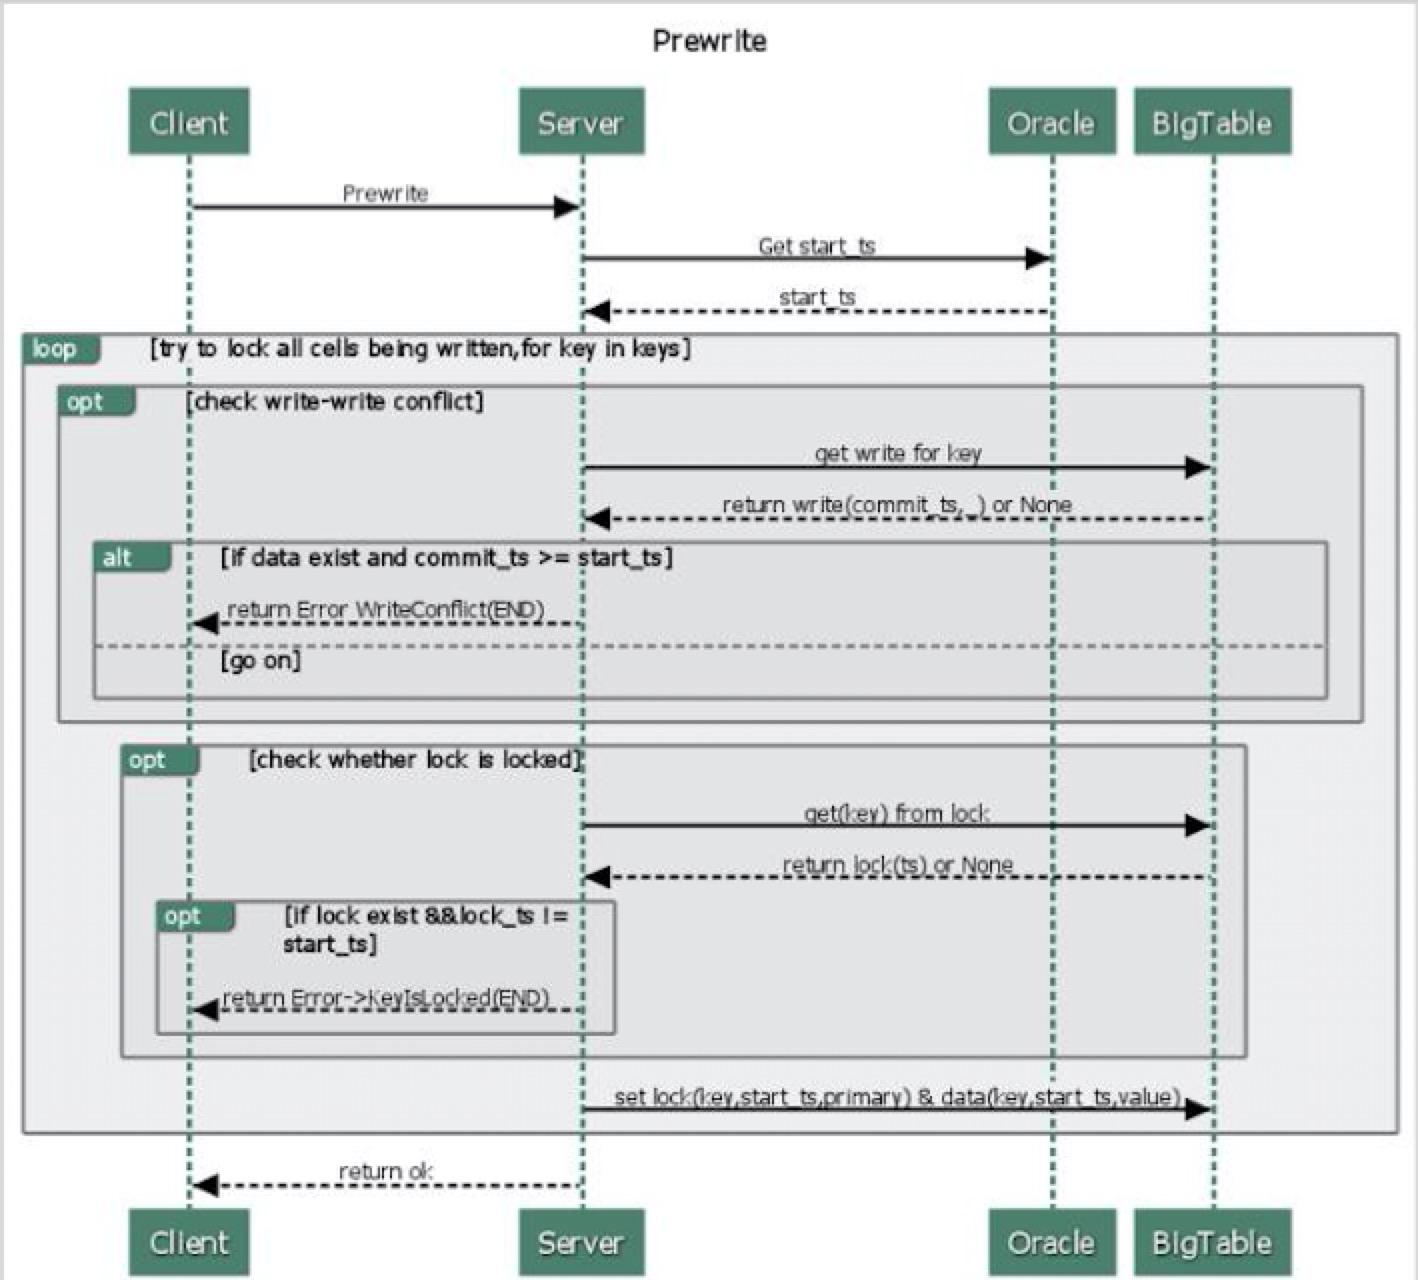 Prewrite
Client
Server
Oracle
BigTable
Prewrite
Get start_ts
start_ts
loop
[try to lock all cells being written,for key in keys]
opt
[check write-write conflict]
get write for key
return write(commit_ts,_) or None
alt
[if data exist and commit_ts >= start_ts]
return Error WriteConflict(END)
[go on]
opt
[check whether lock is locked]
get(key) from lock
return lock(ts) or None
opt
[if lock exist &&lock_ts !=
start_ts]
return Error->KeyIsLocked(END)
set lock(key,start_ts,primary) & data(key,start_ts,value)
return ok
Client
Server
Oracle
BigTable